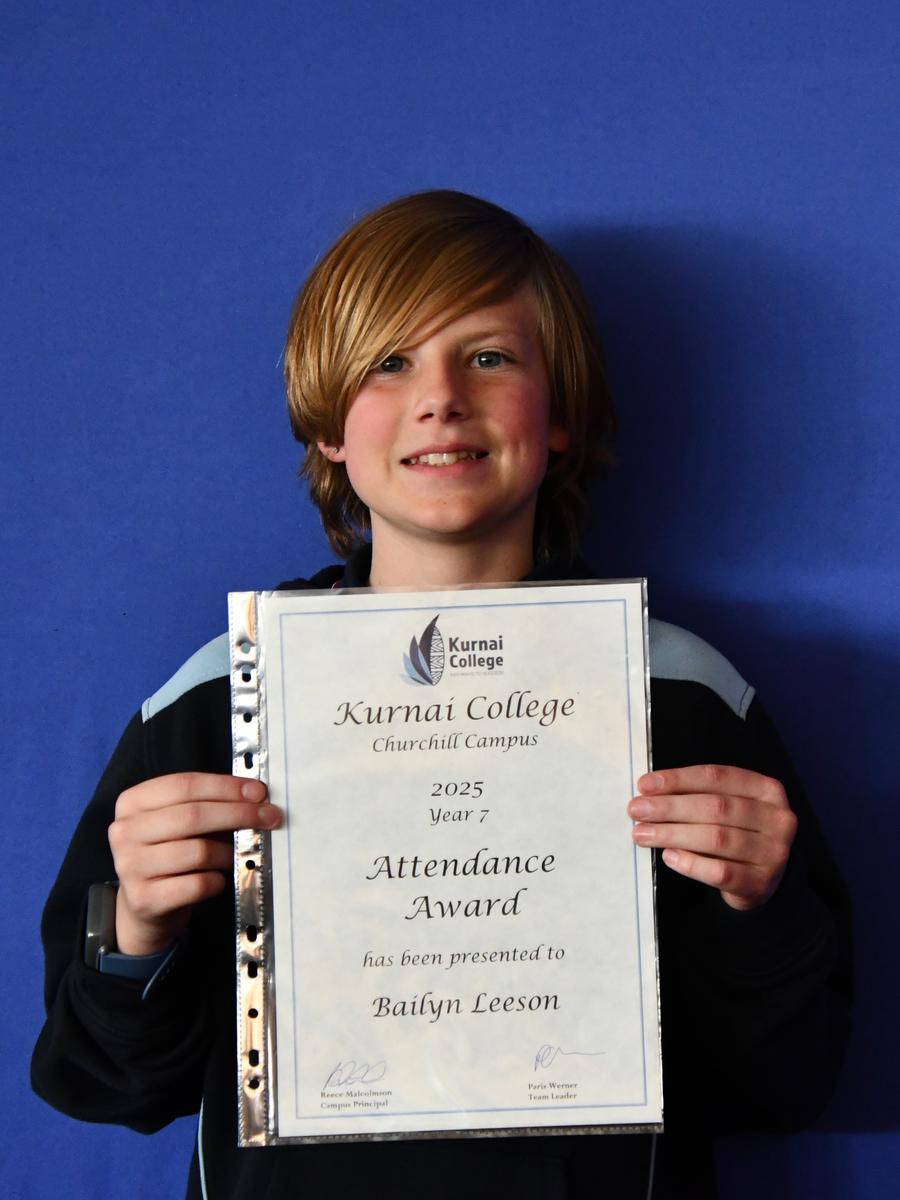 Kurnai
College
Kurnai College
Churchill Campus
2025
Year 7
Attendance
Award
has been presented to
Bailyn Leeson
Reece Malcolmson
Campus Principal
Paris Werner
Team Leader